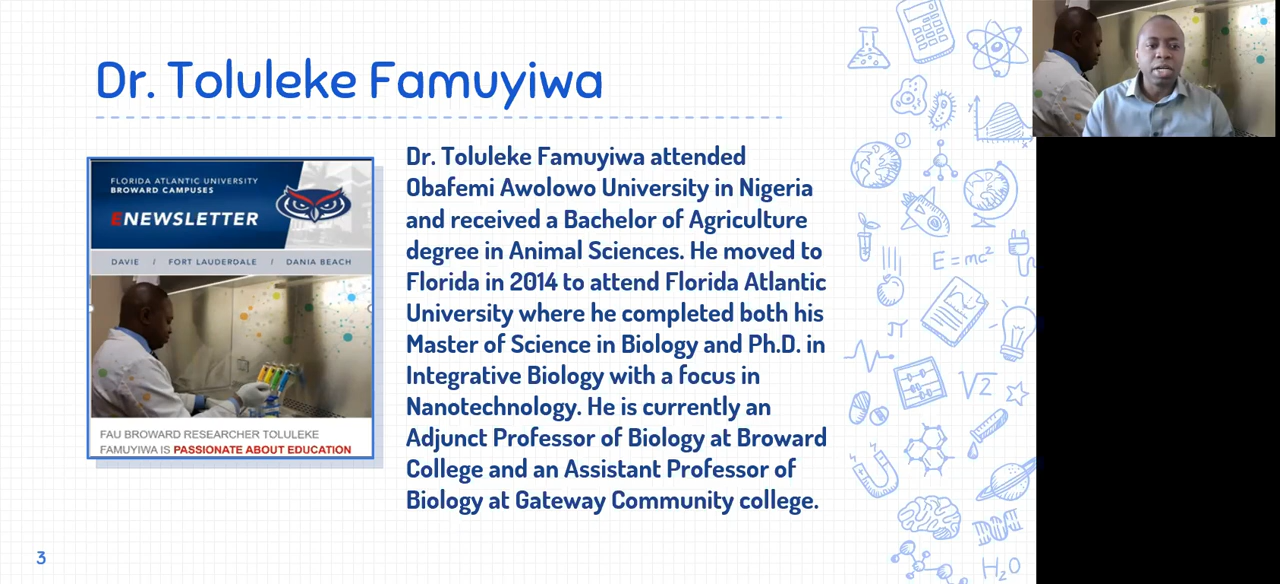 Dr. Toluleke Famuyiwa
FLORIDA ATLANTIC UNIVERSITY
BROWARD CAMPUSES
ENEWSLETTER
DAVIE / FORT LAUDERDALE / DANIA BEACH
FAU BROWARD RESEARCHER TOLULEKE
FAMUYIWA IS PASSIONATE ABOUT EDUCATION
Dr. Toluleke Famuyiwa attended
Obafemi Awolowo University in Nigeria
and received a Bachelor of Agriculture
degree in Animal Sciences. He moved to
Florida in 2014 to attend Florida Atlantic
University where he completed both his
Master of Science in Biology and Ph.D. in
Integrative Biology with a focus in
Nanotechnology. He is currently an
Adjunct Professor of Biology at Broward
College and an Assistant Professor of
Biology at Gateway Community college.
y
x
E=mc²
π
√2
H₂O
3